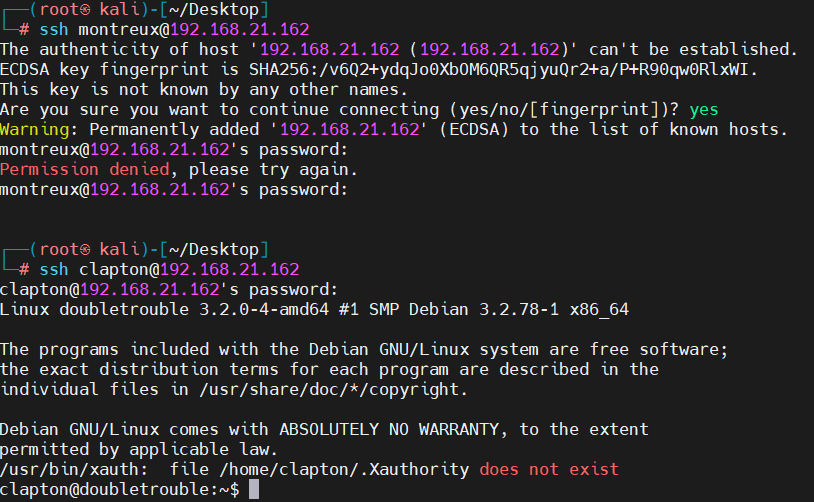 ┌──(root㉿ kali)-[~/Desktop]
└─# ssh montreux@192.168.21.162
The authenticity of host '192.168.21.162 (192.168.21.162)' can't be established.
ECDSA key fingerprint is SHA256:/v6Q2+ydqJo0XbOM6QR5qjyuQr2+a/P+R90qw0RlxWI.
This key is not known by any other names.
Are you sure you want to continue connecting (yes/no/[fingerprint])? yes
Warning: Permanently added '192.168.21.162' (ECDSA) to the list of known hosts.
montreux@192.168.21.162's password:
Permission denied, please try again.
montreux@192.168.21.162's password:
┌──(root㉿ kali)-[~/Desktop]
└─# ssh clapton@192.168.21.162
clapton@192.168.21.162's password:
Linux doubletrouble 3.2.0-4-amd64 #1 SMP Debian 3.2.78-1 x86_64
The programs included with the Debian GNU/Linux system are free software;
the exact distribution terms for each program are described in the
individual files in /usr/share/doc/*/copyright.
Debian GNU/Linux comes with ABSOLUTELY NO WARRANTY, to the extent
permitted by applicable law.
/usr/bin/xauth:  file /home/clapton/.Xauthority does not exist
clapton@doubletrouble:~$